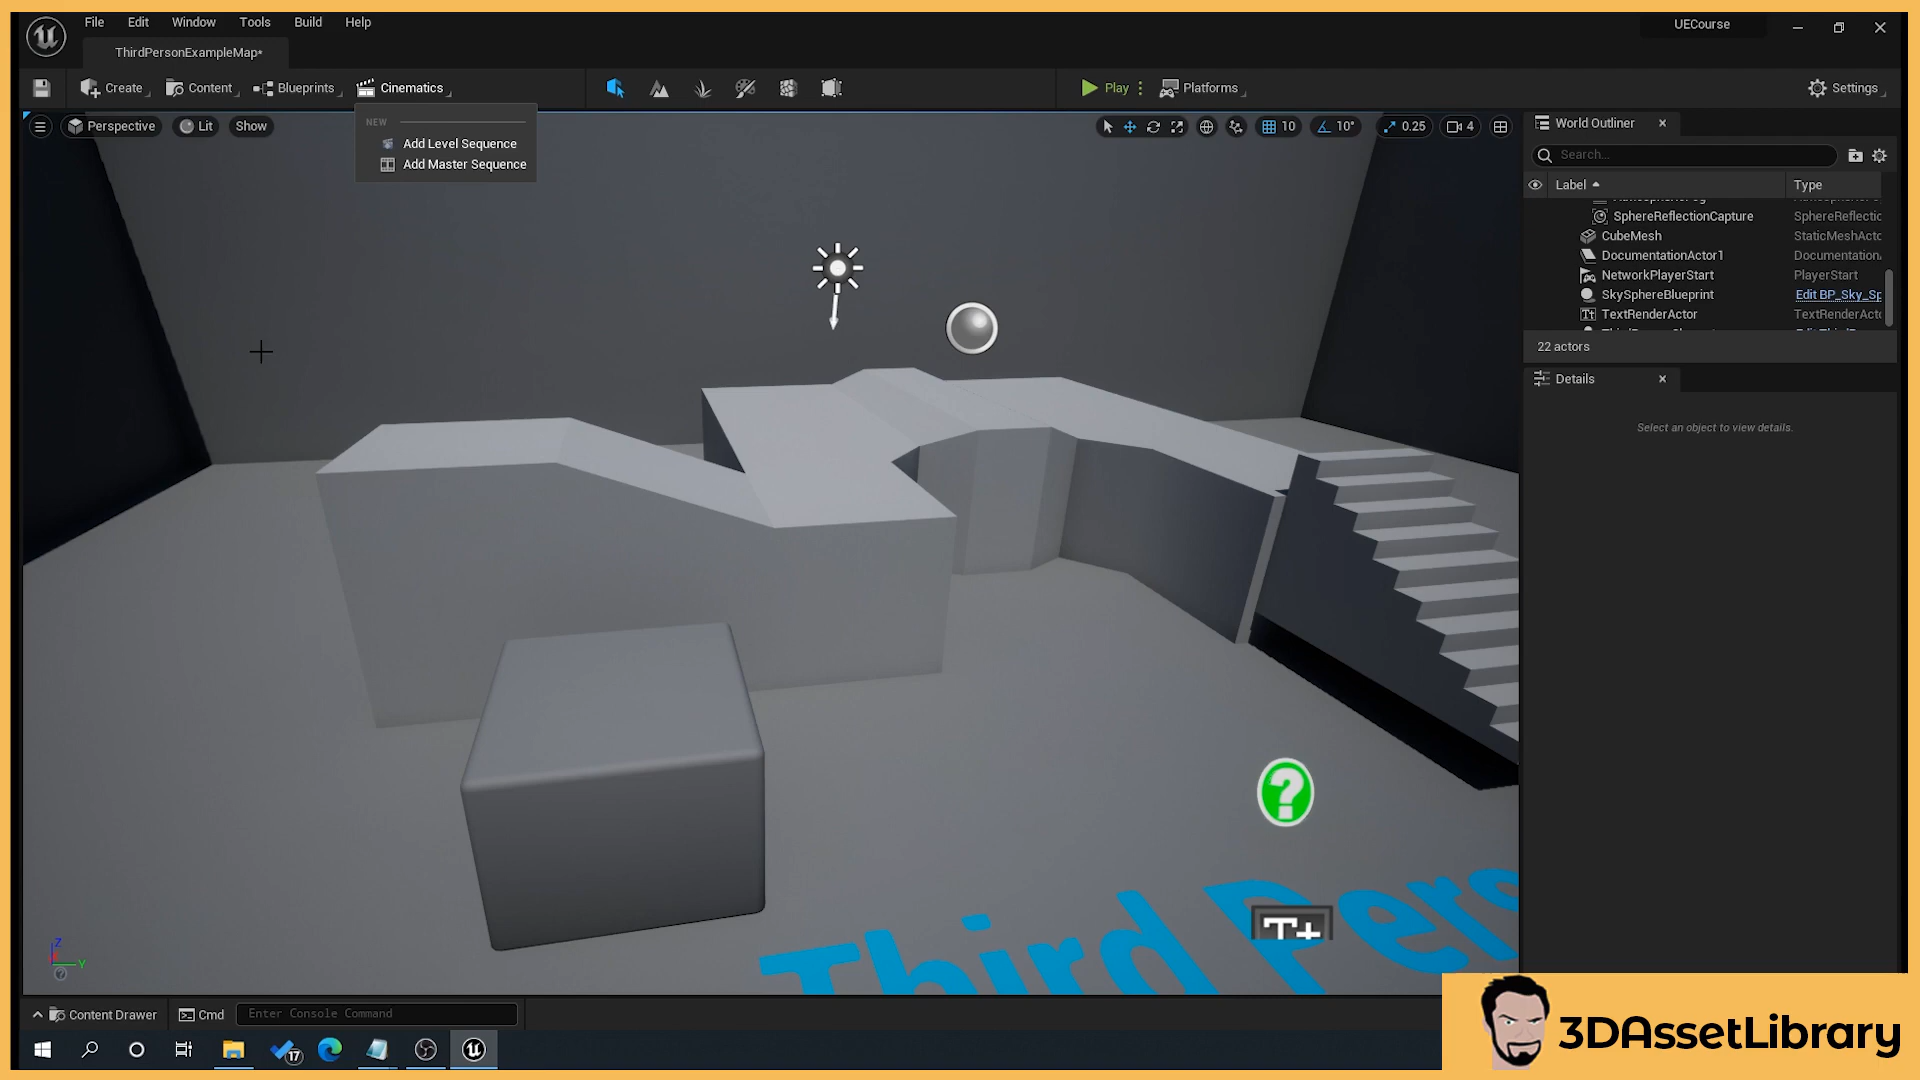 File Edit Window Tools Build Help
UECourse
ThirdPersonExampleMap*
Create Content Blueprints Cinematics Play Platforms Settings
Perspective Lit Show
10 10° 0.25 4
NEW
Add Level Sequence
Add Master Sequence
World Outliner
Search...
Label Type
SphereReflectionCapture SphereReflectic
CubeMesh StaticMeshActo
DocumentationActor1 Documentation
NetworkPlayerStart PlayerStart
SkySphereBlueprint Edit BP_Sky_Sp
TextRenderActor TextRenderActo
22 actors
Details
Select an object to view details.
Third Pers
T+
Z
Y
Content Drawer Cmd Enter Console Command
17
3DAssetLibrary